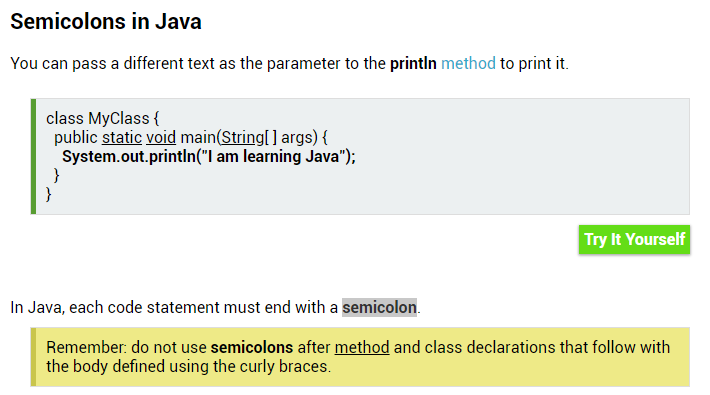 Semicolons in Java
You can pass a different text as the parameter to the println method to print it.
class MyClass {
public static void main(String[ ] args) {
System.out.println("I am learning Java");
}
}
Try It Yourself
In Java, each code statement must end with a semicolon.
Remember: do not use semicolons after method and class declarations that follow with
the body defined using the curly braces.